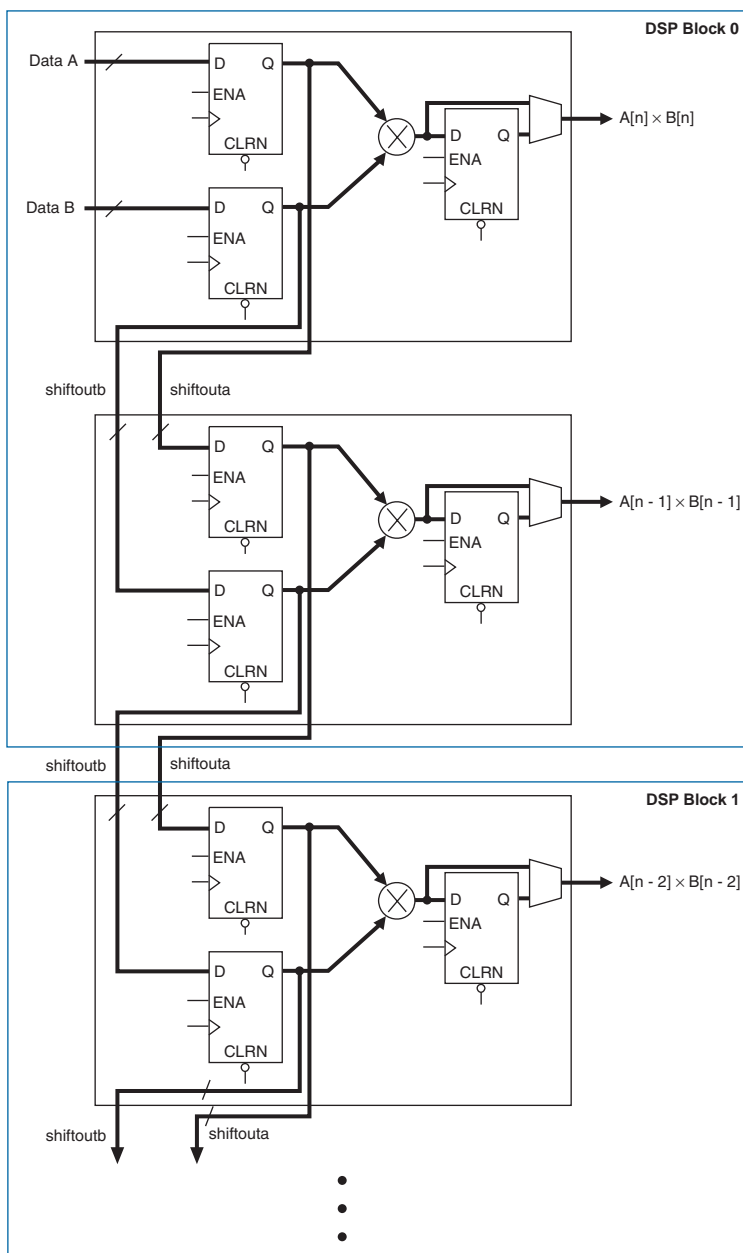 DSP Block 0
Data A
D Q
ENA
CLRN
D Q
ENA
CLRN
A[n] × B[n]
Data B
D Q
ENA
CLRN
shiftoutb shiftouta
D Q
ENA
CLRN
D Q
ENA
CLRN
A[n - 1] × B[n - 1]
D Q
ENA
CLRN
shiftoutb shiftouta
DSP Block 1
D Q
ENA
CLRN
D Q
ENA
CLRN
A[n - 2] × B[n - 2]
D Q
ENA
CLRN
shiftoutb shiftouta